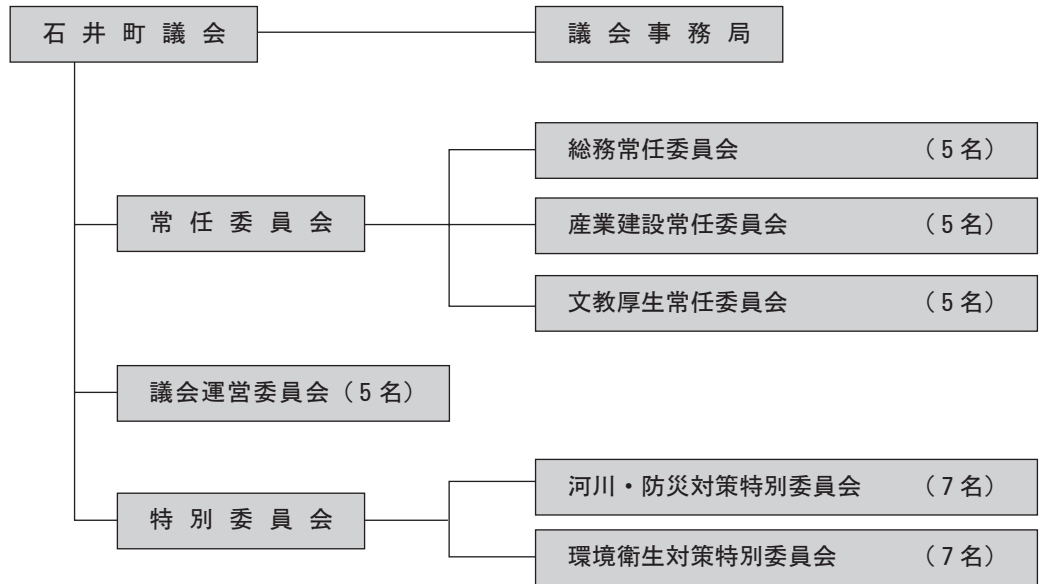 石井町議会
議会事務局
総務常任委員会 （5名）
常任委員会
産業建設常任委員会 （5名）
文教厚生常任委員会 （5名）
議会運営委員会（5名）
河川・防災対策特別委員会 （7名）
特別委員会
環境衛生対策特別委員会 （7名）